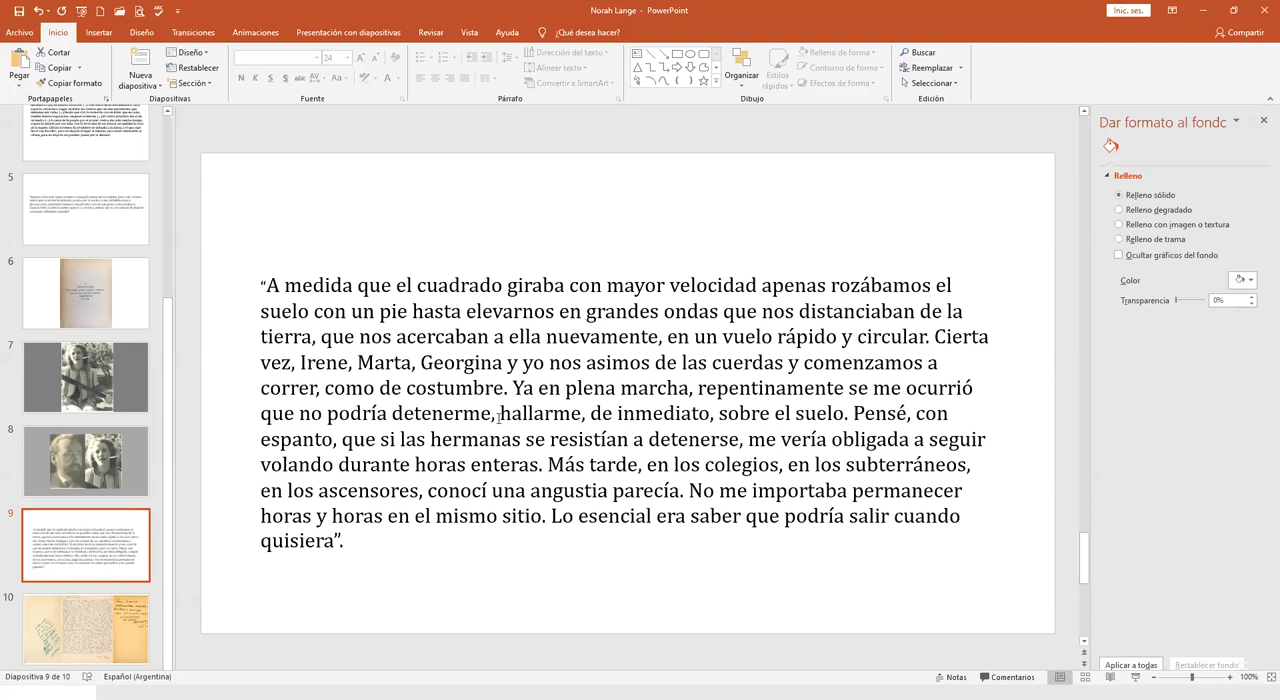 Norah Lange - PowerPoint
Inic. ses.
Archivo Inicio Insertar Diseño Transiciones Animaciones Presentación con diapositivas Revisar Vista Ayuda ¿Qué desea hacer? Compartir
Pegar
Cortar
Copiar
Copiar formato
Portapapeles
Nueva diapositiva
Diseño
Restablecer
Sección
Diapositivas
24
N K S S abc AV Aa A
Fuente
Dirección del texto
Alinear texto
Convertir a SmartArt
Párrafo
Organizar
Estilos rápidos
Relleno de forma
Contorno de forma
Efectos de forma
Dibujo
Buscar
Reemplazar
Seleccionar
Edición
5
6
7
8
9
10
“A medida que el cuadrado giraba con mayor velocidad apenas rozábamos el
suelo con un pie hasta elevarnos en grandes ondas que nos distanciaban de la
tierra, que nos acercaban a ella nuevamente, en un vuelo rápido y circular. Cierta
vez, Irene, Marta, Georgina y yo nos asimos de las cuerdas y comenzamos a
correr, como de costumbre. Ya en plena marcha, repentinamente se me ocurrió
que no podría detenerme, hallarme, de inmediato, sobre el suelo. Pensé, con
espanto, que si las hermanas se resistían a detenerse, me vería obligada a seguir
volando durante horas enteras. Más tarde, en los colegios, en los subterráneos,
en los ascensores, conocí una angustia parecía. No me importaba permanecer
horas y horas en el mismo sitio. Lo esencial era saber que podría salir cuando
quisiera”.
Dar formato al fondc
Relleno
Relleno sólido
Relleno degradado
Relleno con imagen o textura
Relleno de trama
Ocultar gráficos del fondo
Color
Transparencia 0%
Aplicar a todas Restablecer fondo
Diapositiva 9 de 10 Español (Argentina) Notas Comentarios 100%